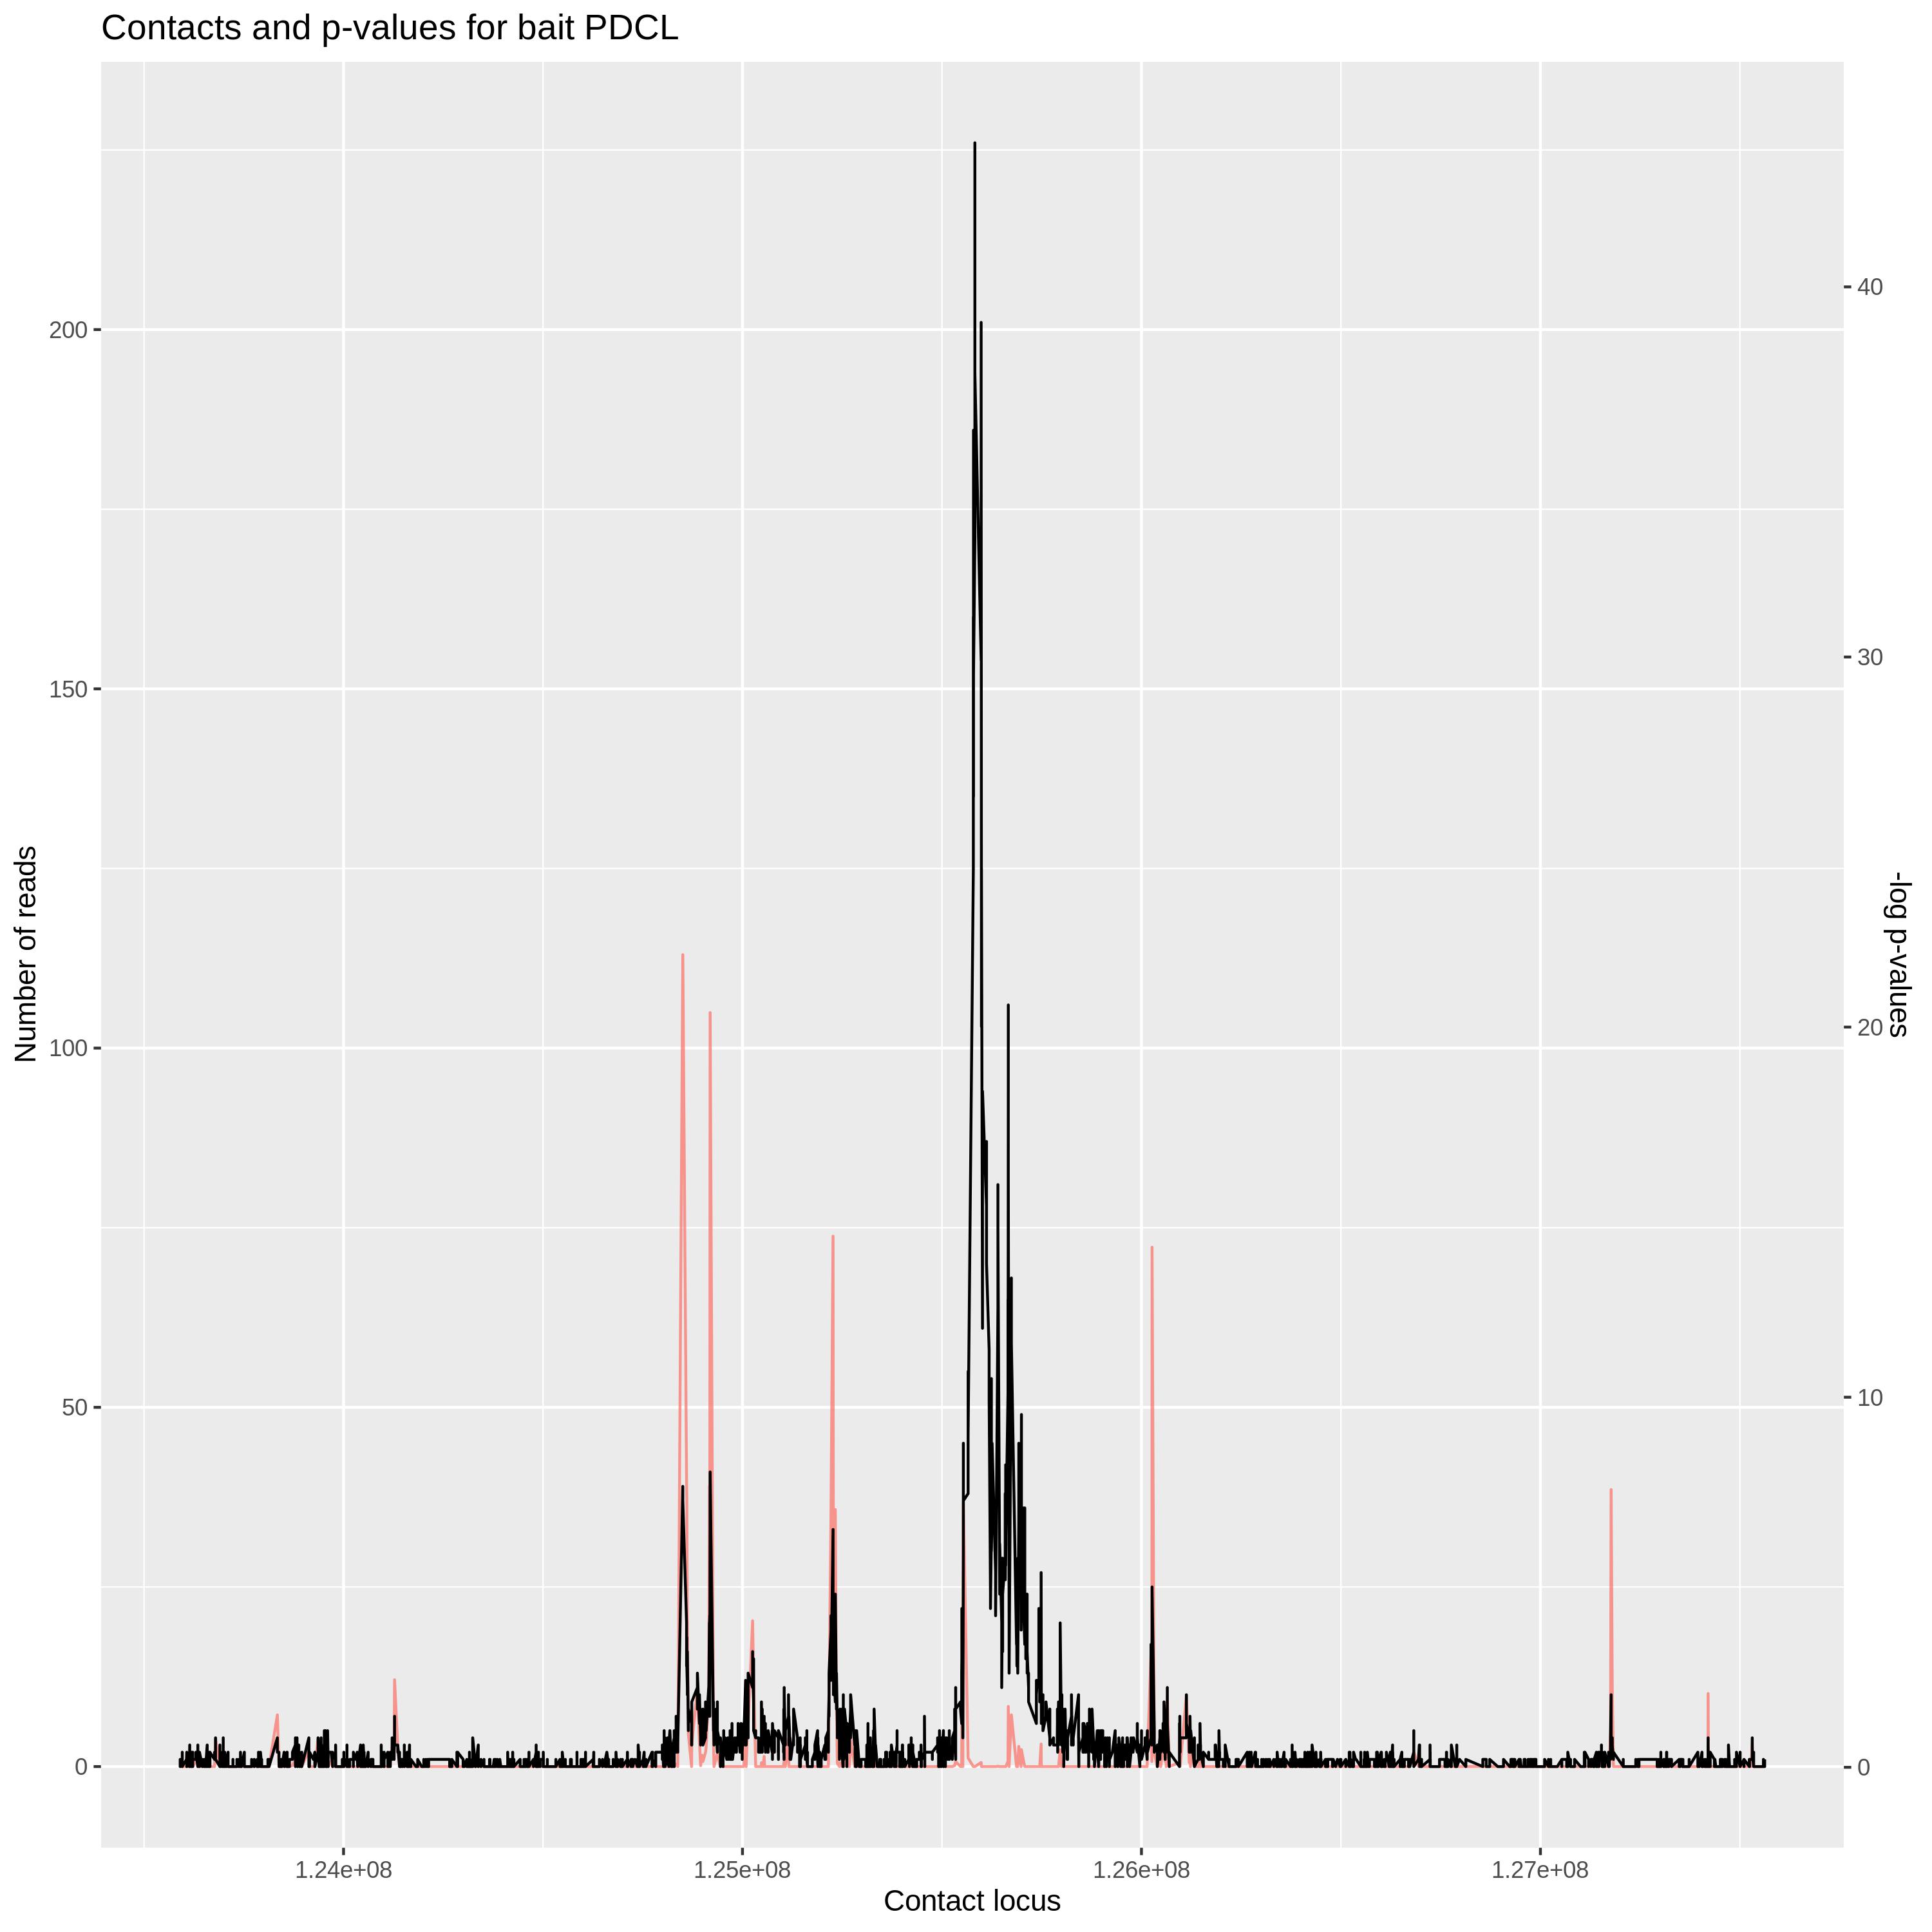 Contacts and p-values for bait PDCL
200
150
100
50
0
40
30
20
10
0
Number of reads
-log p-values
1.24e+08
1.25e+08
1.26e+08
1.27e+08
Contact locus